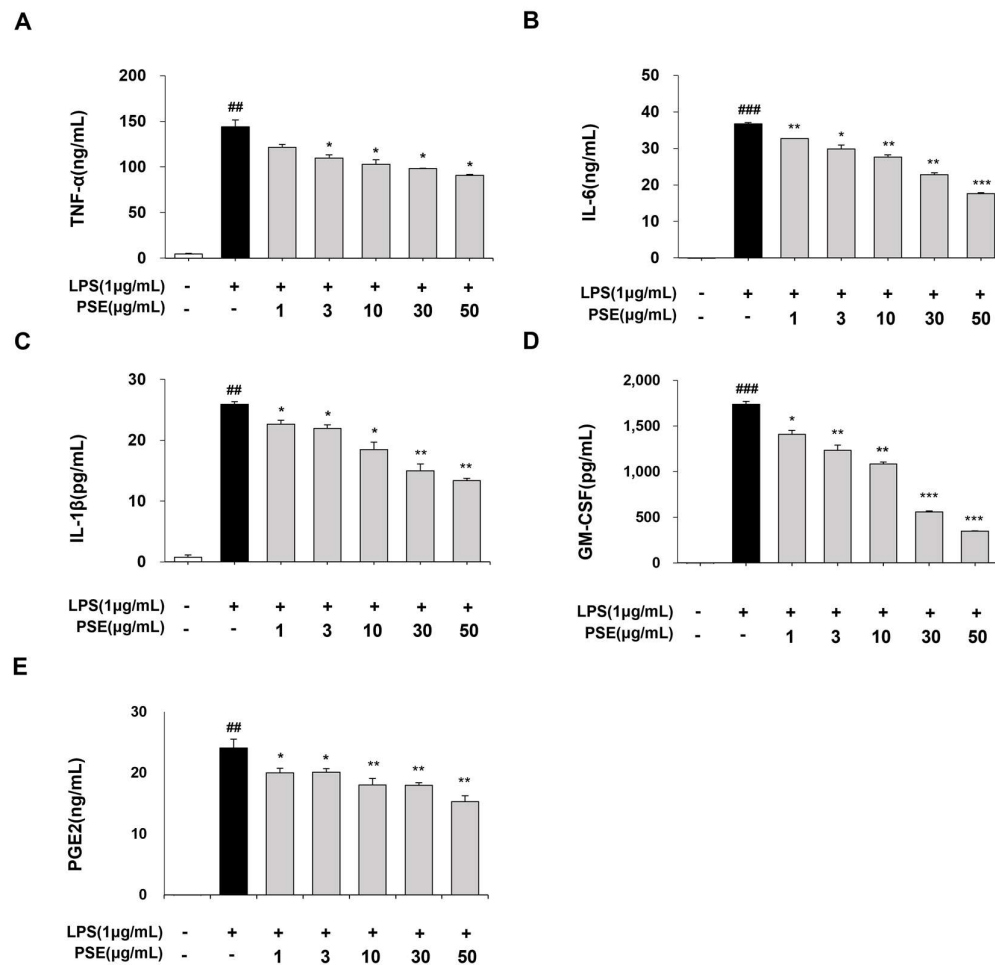 A
TNF-α(ng/mL)
200
150
100
50
0
##
*
*
*
*
LPS(1µg/mL) - + + + + + +
PSE(µg/mL) - - 1 3 10 30 50
B
IL-6(ng/mL)
50
40
30
20
10
0
###
**
*
**
**
***
LPS(1µg/mL) - + + + + + +
PSE(µg/mL) - - 1 3 10 30 50
C
IL-1β(pg/mL)
30
20
10
0
##
*
*
*
**
**
LPS(1µg/mL) - + + + + + +
PSE(µg/mL) - - 1 3 10 30 50
D
GM-CSF(pg/mL)
2,000
1,500
1,000
500
0
###
*
**
**
***
***
LPS(1µg/mL) - + + + + + +
PSE(µg/mL) - - 1 3 10 30 50
E
PGE2(ng/mL)
30
20
10
0
##
*
*
**
**
**
LPS(1µg/mL) - + + + + + +
PSE(µg/mL) - - 1 3 10 30 50